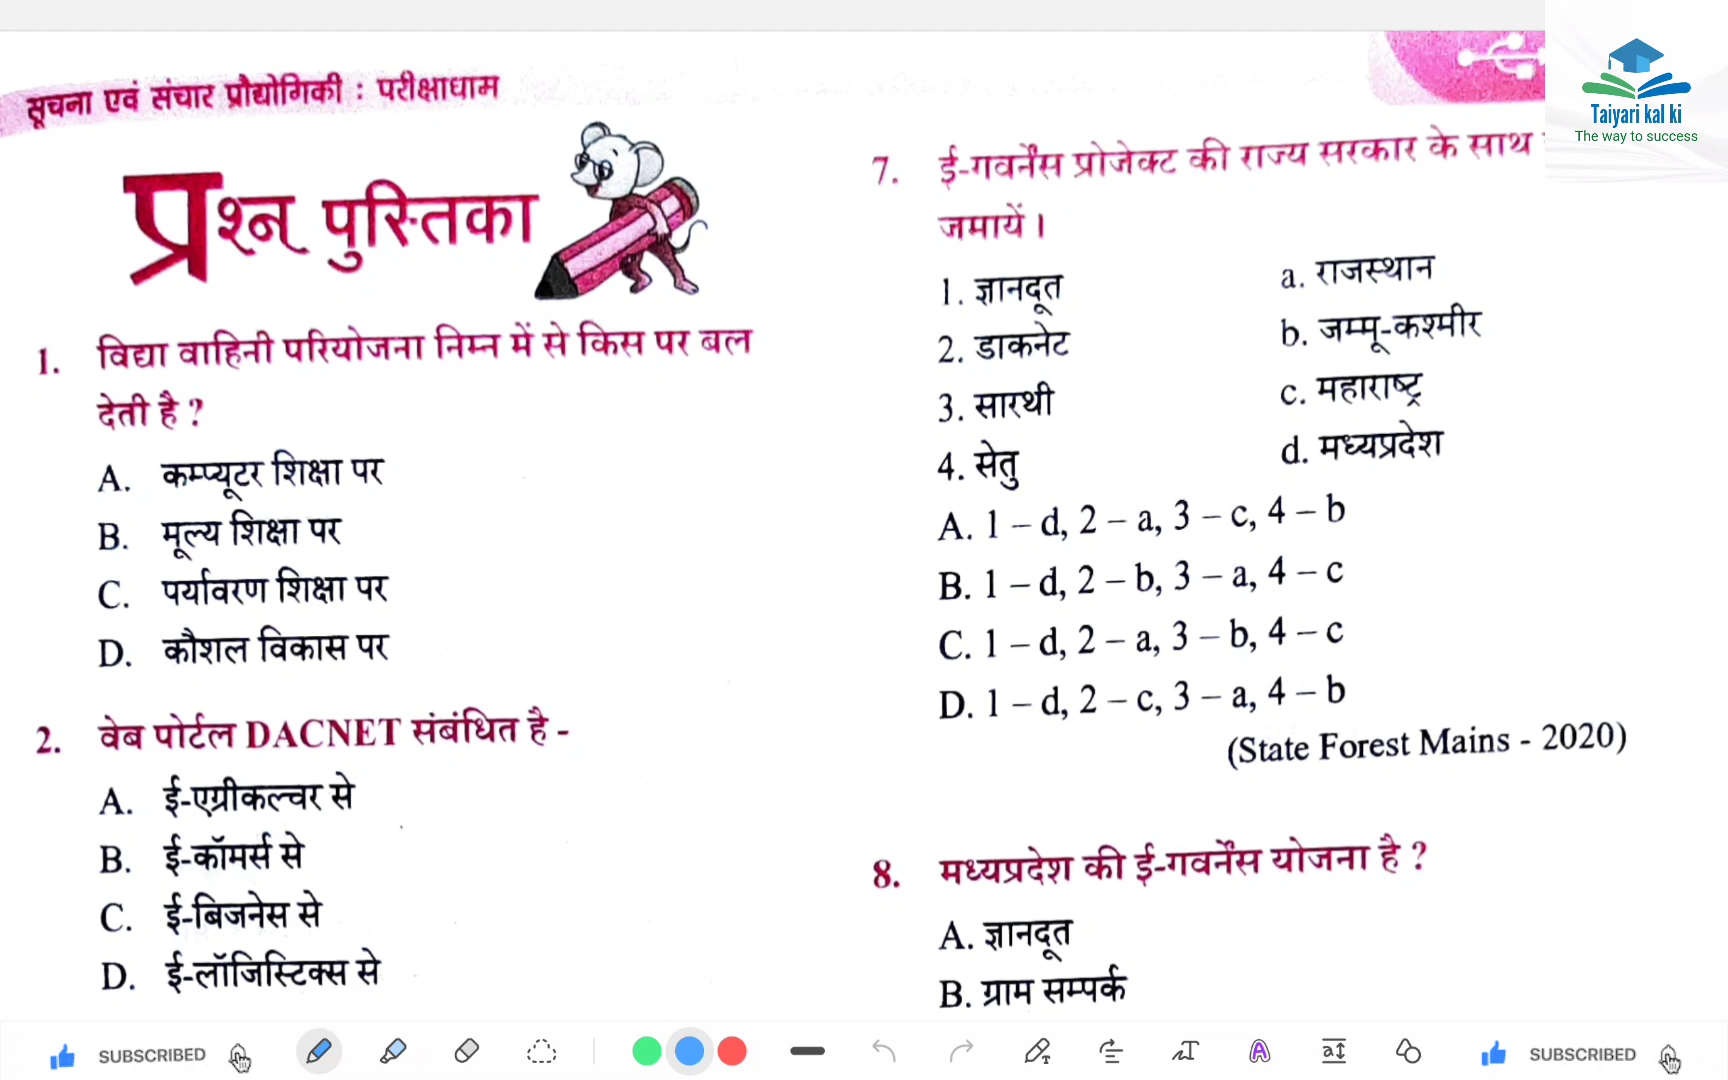 सूचना एवं संचार प्रौद्योगिकी : परीक्षाधाम
प्रश्न पुस्तिका
1. विद्या वाहिनी परियोजना निम्न में से किस पर बल
देती है ?
A. कम्प्यूटर शिक्षा पर
B. मूल्य शिक्षा पर
C. पर्यावरण शिक्षा पर
D. कौशल विकास पर
2. वेब पोर्टल DACNET संबंधित है -
A. ई-एग्रीकल्चर से
B. ई-कॉमर्स से
C. ई-बिजनेस से
D. ई-लॉजिस्टिक्स से
Taiyari kal ki
The way to success
7. ई-गवर्नेंस प्रोजेक्ट की राज्य सरकार के साथ
जमायें ।
1. ज्ञानदूत a. राजस्थान
2. डाकनेट b. जम्मू-कश्मीर
3. सारथी c. महाराष्ट्र
4. सेतु d. मध्यप्रदेश
A. 1 – d, 2 – a, 3 – c, 4 – b
B. 1 – d, 2 – b, 3 – a, 4 – c
C. 1 – d, 2 – a, 3 – b, 4 – c
D. 1 – d, 2 – c, 3 – a, 4 – b
(State Forest Mains - 2020)
8. मध्यप्रदेश की ई-गवर्नेंस योजना है ?
A. ज्ञानदूत
B. ग्राम सम्पर्क
SUBSCRIBED
SUBSCRIBED